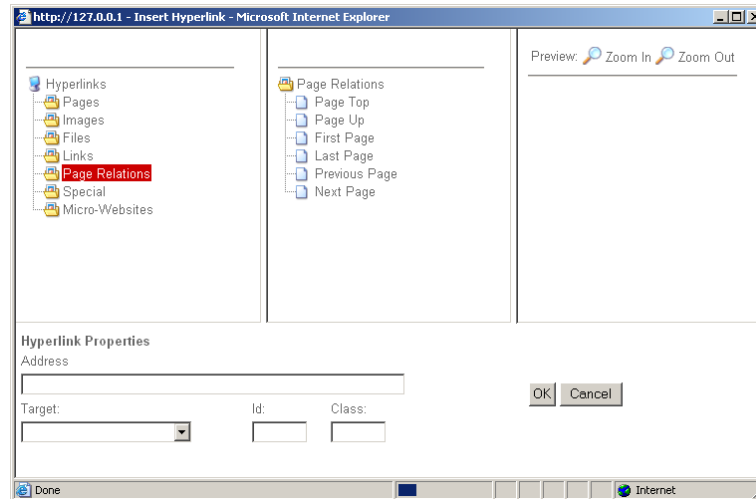 http://127.0.0.1 - Insert Hyperlink - Microsoft Internet Explorer
Hyperlinks
Pages
Images
Files
Links
Page Relations
Special
Micro-Websites
Page Relations
Page Top
Page Up
First Page
Last Page
Previous Page
Next Page
Preview: Zoom In Zoom Out
Hyperlink Properties
Address
Target: Id: Class:
OK Cancel
Done Internet